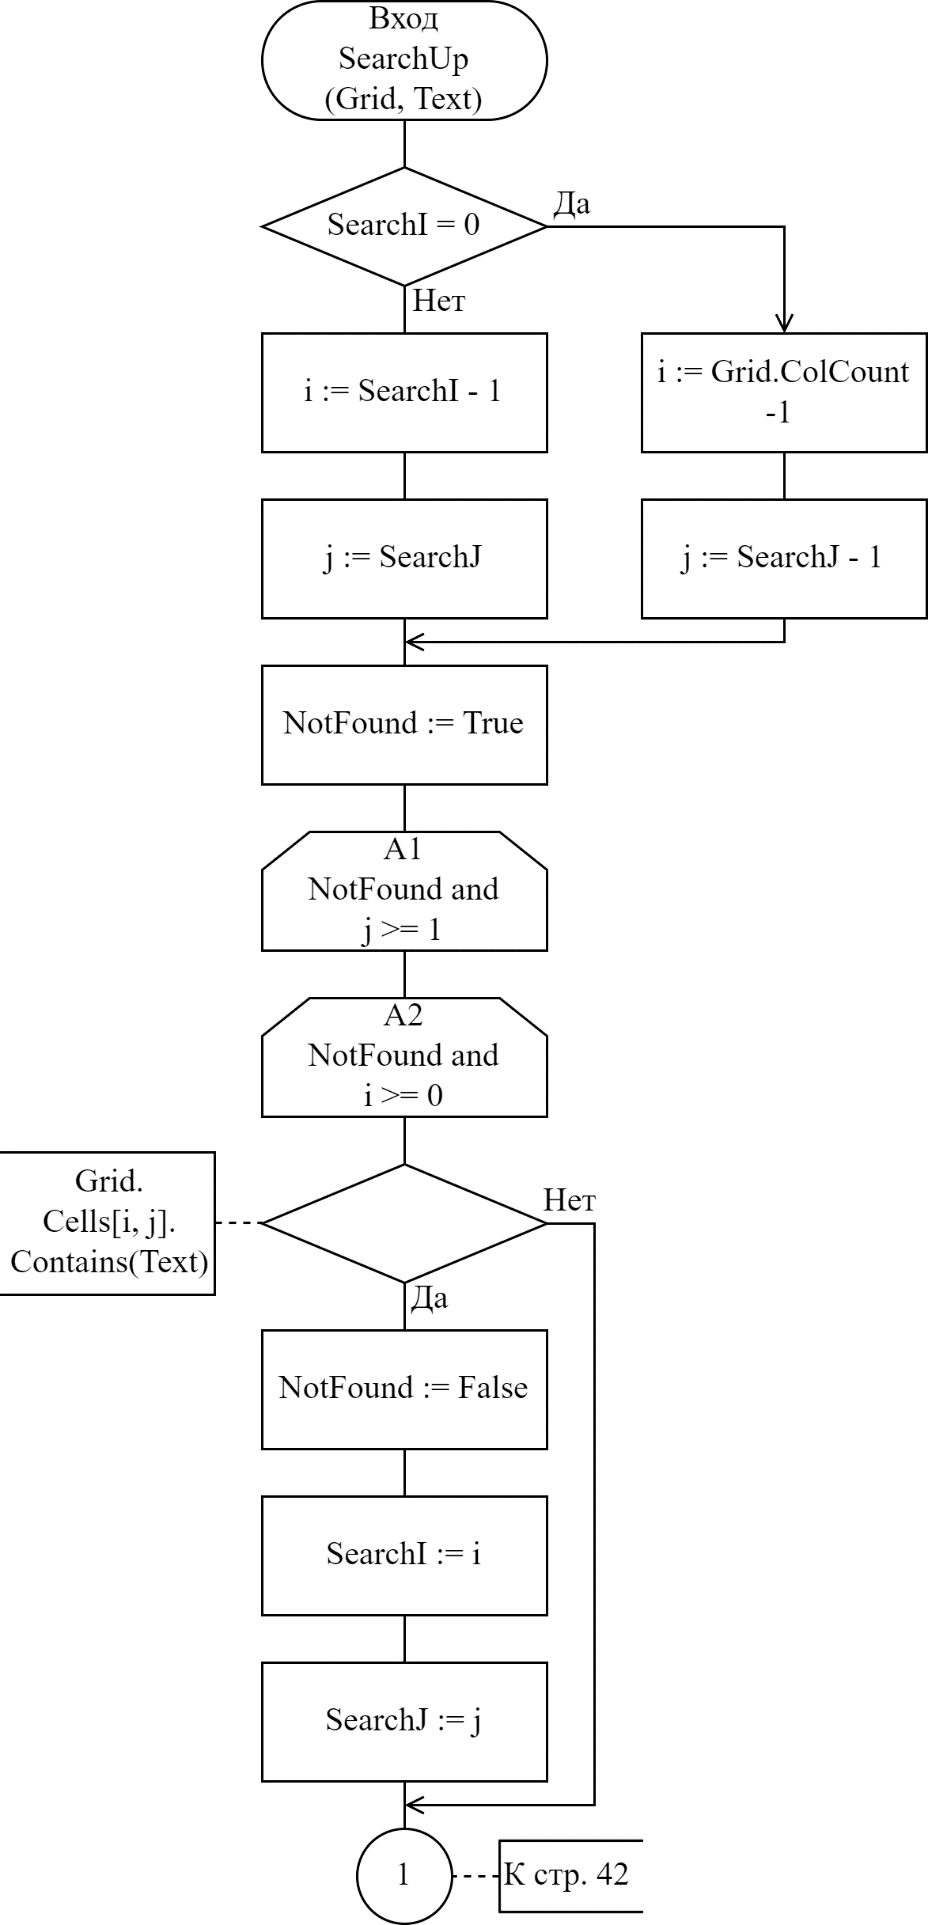 Вход
SearchUp
(Grid, Text)
SearchI = 0
Да
Нет
i := SearchI - 1
i := Grid.ColCount
-1
j := SearchJ
j := SearchJ - 1
NotFound := True
A1
NotFound and
j >= 1
A2
NotFound and
i >= 0
Grid.
Cells[i, j].
Contains(Text)
Нет
Да
NotFound := False
SearchI := i
SearchJ := j
1
К стр. 42